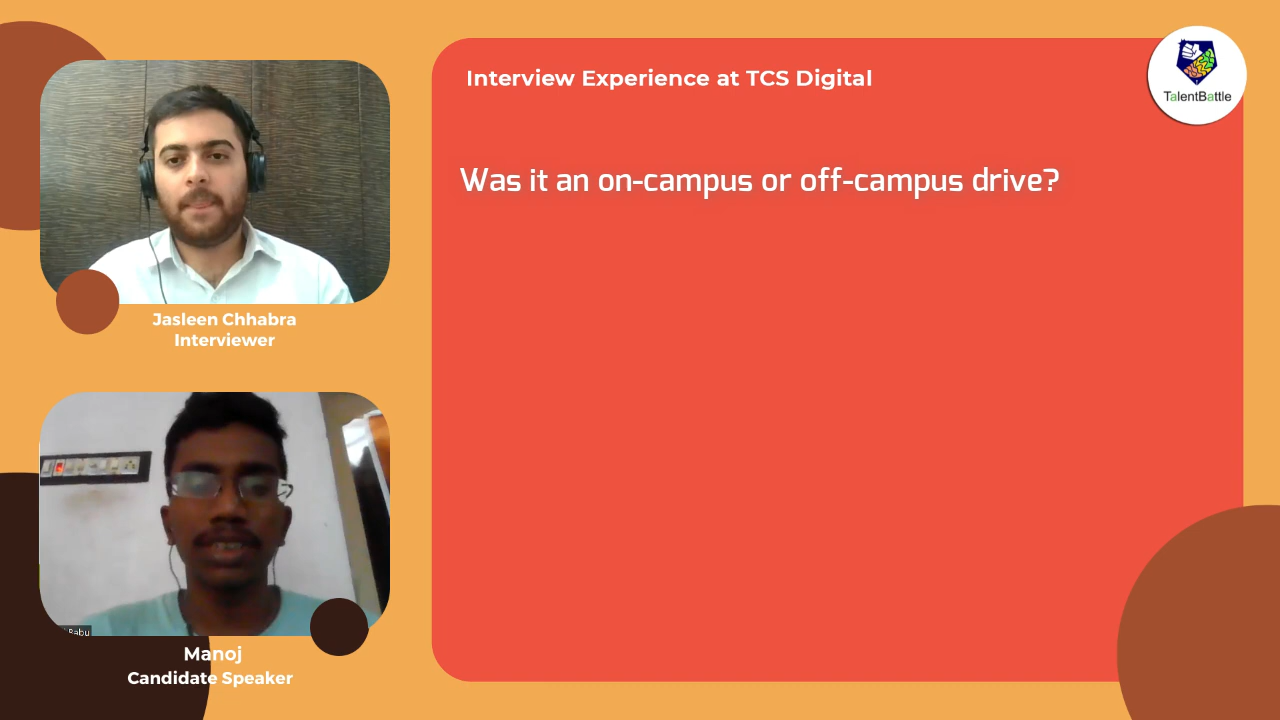 Interview Experience at TCS Digital
TalentBattle
Was it an on-campus or off-campus drive?
Jasleen Chhabra
Interviewer
Babu
Manoj
Candidate Speaker